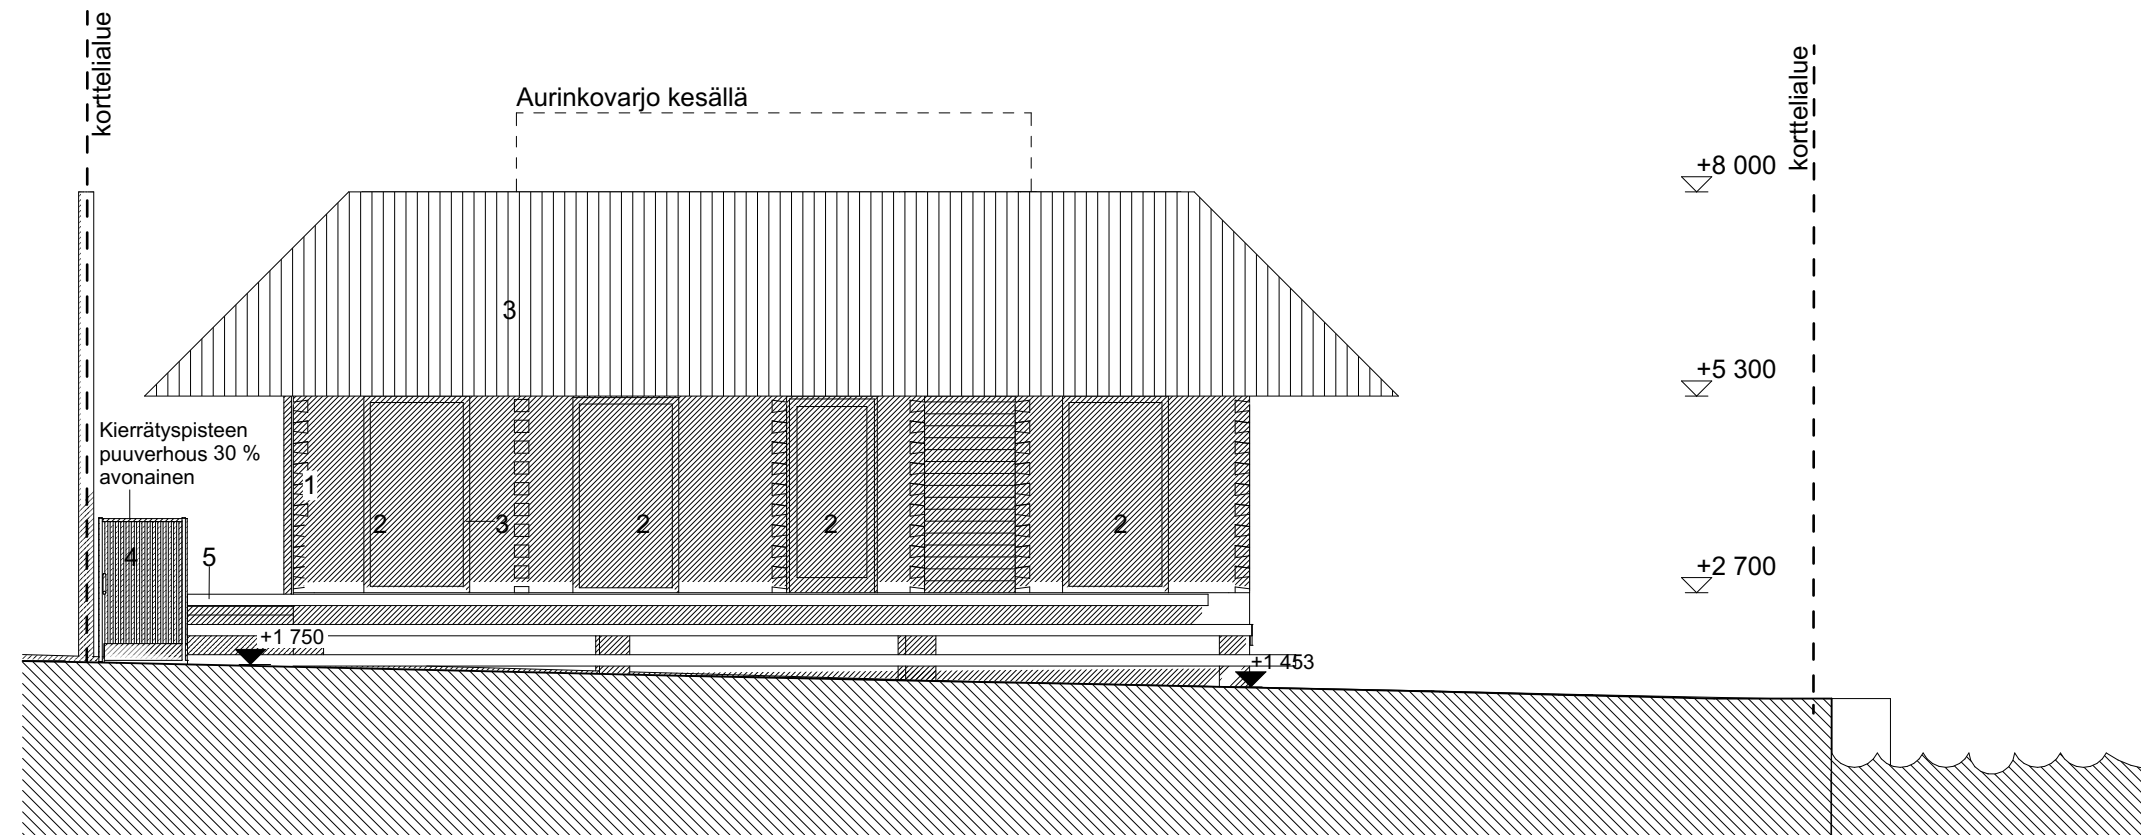 korttelialue
korttelialue
Aurinkovarjo kesällä
+8 000
3
+5 300
Kierrätyspisteen
puuverhous 30 %
avonainen
1
2
3
2
2
2
4
5
+2 700
+1 750
+1 453